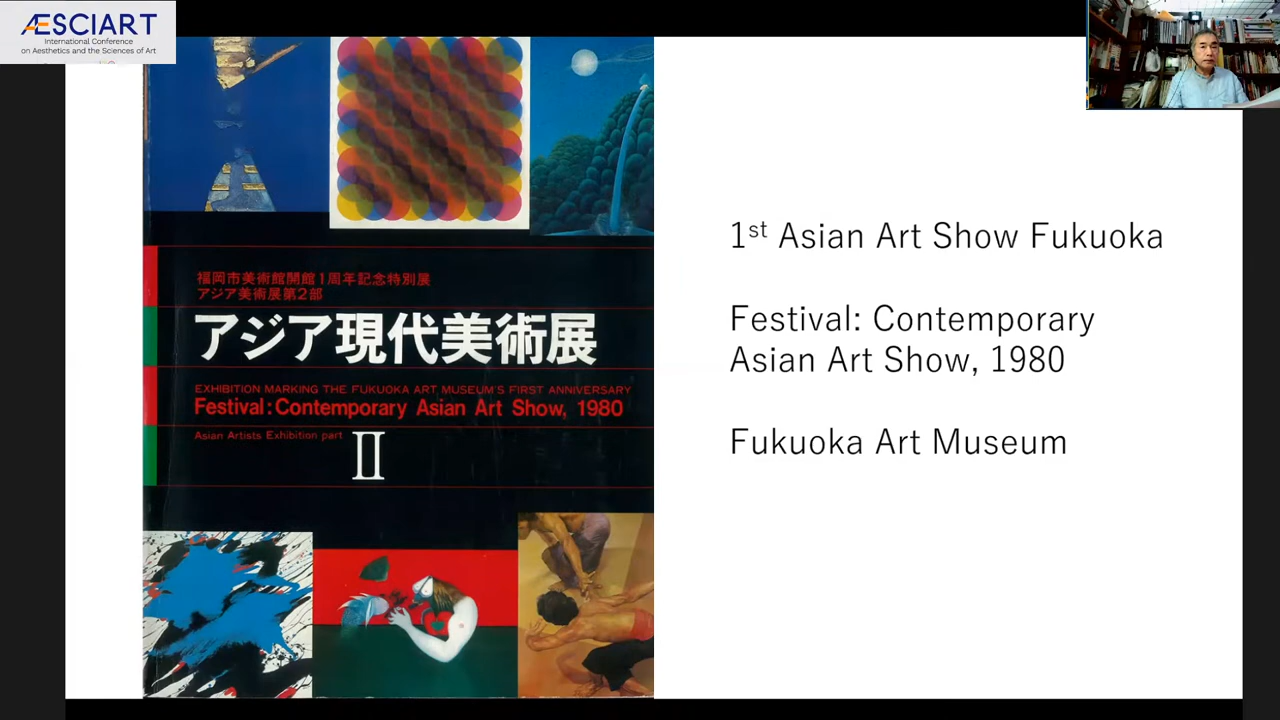 ÆSCIART
International Conference
on Aesthetics and the Sciences of Art
福岡市美術館開館1周年記念特別展
アジア美術展第2部
アジア現代美術展
EXHIBITION MARKING THE FUKUOKA ART MUSEUM'S FIRST ANNIVERSARY
Festival: Contemporary Asian Art Show, 1980
Asian Artists Exhibition part
II
1st Asian Art Show Fukuoka
Festival: Contemporary
Asian Art Show, 1980
Fukuoka Art Museum